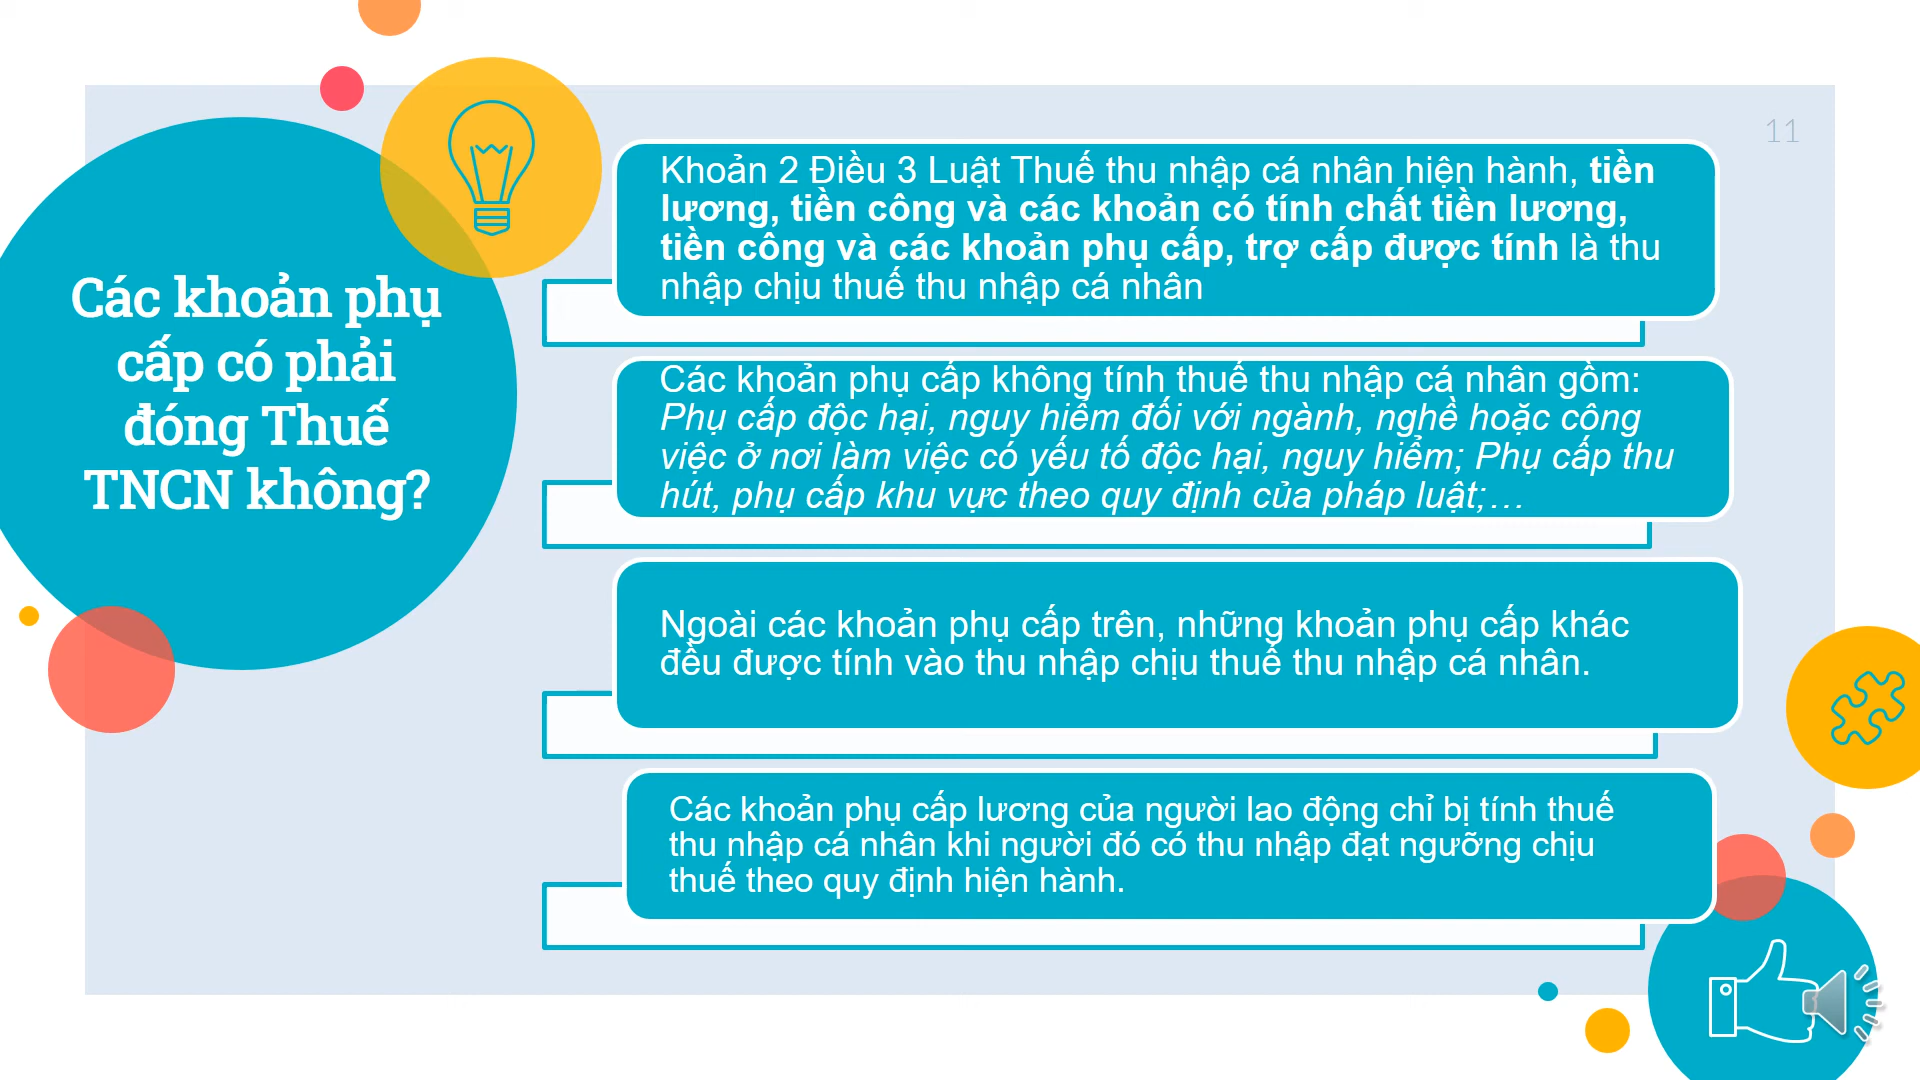 11
Các khoản phụ
cấp có phải
đóng Thuế
TNCN không?
Khoản 2 Điều 3 Luật Thuế thu nhập cá nhân hiện hành, tiền
lương, tiền công và các khoản có tính chất tiền lương,
tiền công và các khoản phụ cấp, trợ cấp được tính là thu
nhập chịu thuế thu nhập cá nhân
Các khoản phụ cấp không tính thuế thu nhập cá nhân gồm:
Phụ cấp độc hại, nguy hiểm đối với ngành, nghề hoặc công
việc ở nơi làm việc có yếu tố độc hại, nguy hiểm; Phụ cấp thu
hút, phụ cấp khu vực theo quy định của pháp luật;…
Ngoài các khoản phụ cấp trên, những khoản phụ cấp khác
đều được tính vào thu nhập chịu thuế thu nhập cá nhân.
Các khoản phụ cấp lương của người lao động chỉ bị tính thuế
thu nhập cá nhân khi người đó có thu nhập đạt ngưỡng chịu
thuế theo quy định hiện hành.